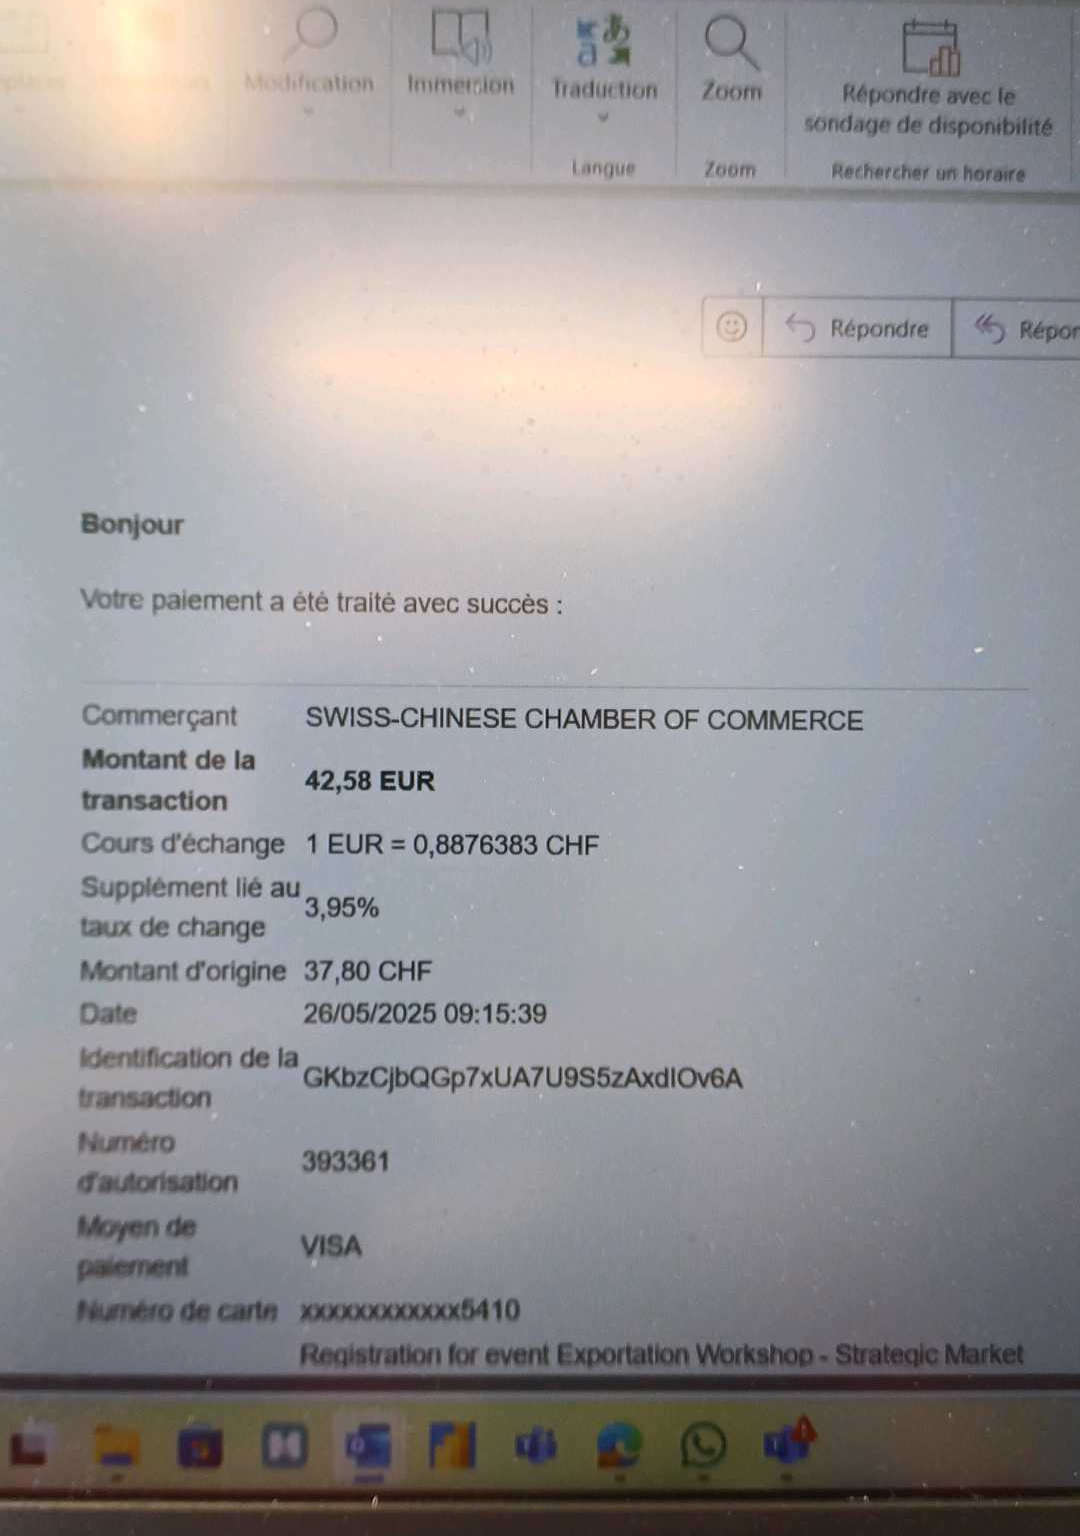 Modification
Immersion
Traduction
Zoom
Répondre avec le
sondage de disponibilité
Langue
Zoom
Rechercher un horaire
Répondre
Répon
Bonjour
Votre paiement a été traité avec succès :
Commerçant SWISS-CHINESE CHAMBER OF COMMERCE
Montant de la
transaction
42,58 EUR
Cours d'échange 1 EUR = 0,8876383 CHF
Supplément lié au
taux de change
3,95%
Montant d'origine 37,80 CHF
Date 26/05/2025 09:15:39
Identification de la
transaction
GKbzCjbQGp7xUA7U9S5zAxdIOv6A
Numéro
d'autorisation
393361
Moyen de
paiement
VISA
Numéro de carte xxxxxxxxxxxx5410
Registration for event Exportation Workshop - Strategic Market